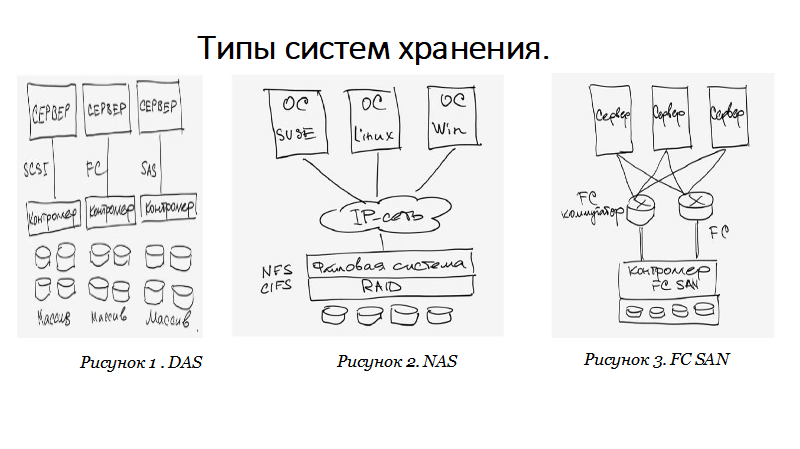 Типы систем хранения.
СЕРВЕР СЕРВЕР СЕРВЕР
SCSI FC SAS
Контролер Контролер Контролер
Массив Массив Массив.
Рисунок 1 . DAS
ОС ОС ОС
SUSE Linux Win
IP-сеть
NFS Файловая система
CIFS RAID
Рисунок 2. NAS
Сервер Сервер Сервер
FC
коммутатор
FC
Контролер
FC SAN
Рисунок 3. FC SAN